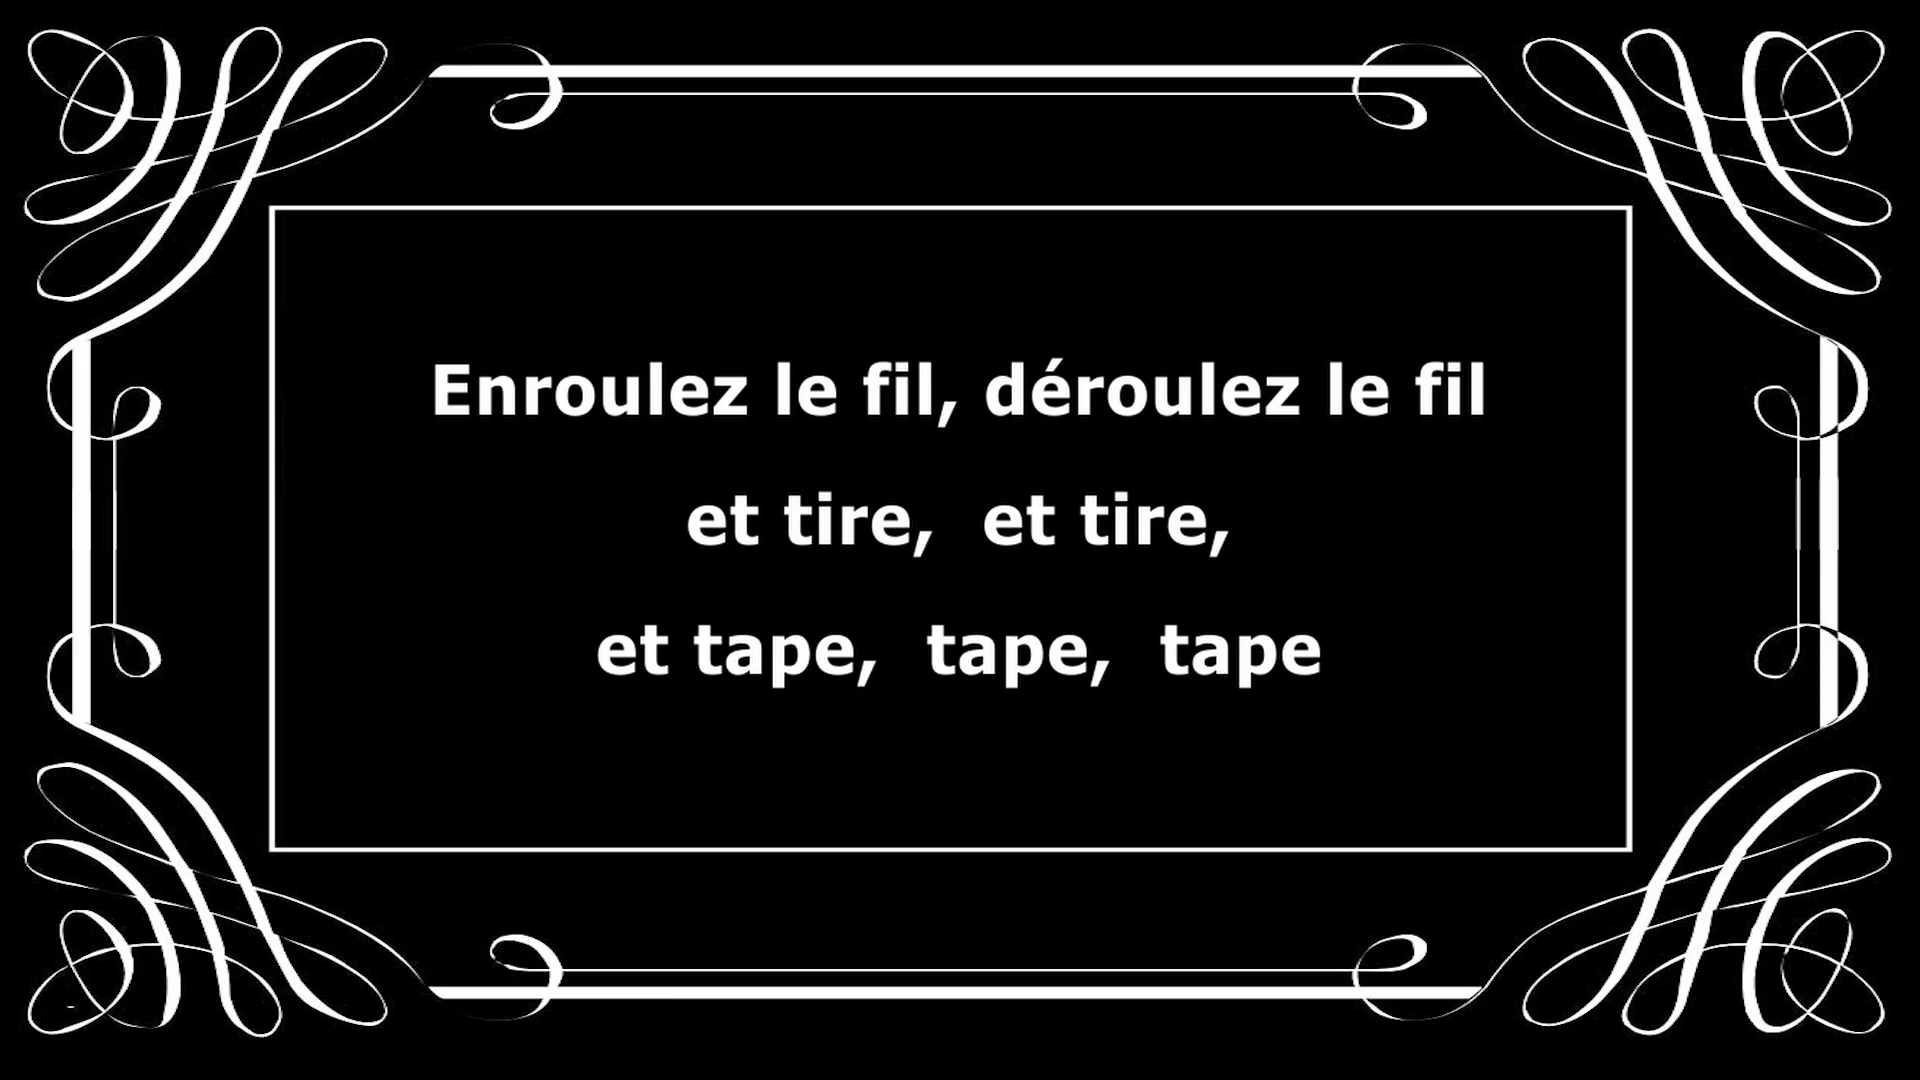 Enroulez le fil, déroulez le fil
et tire,  et tire,
et tape,  tape,  tape